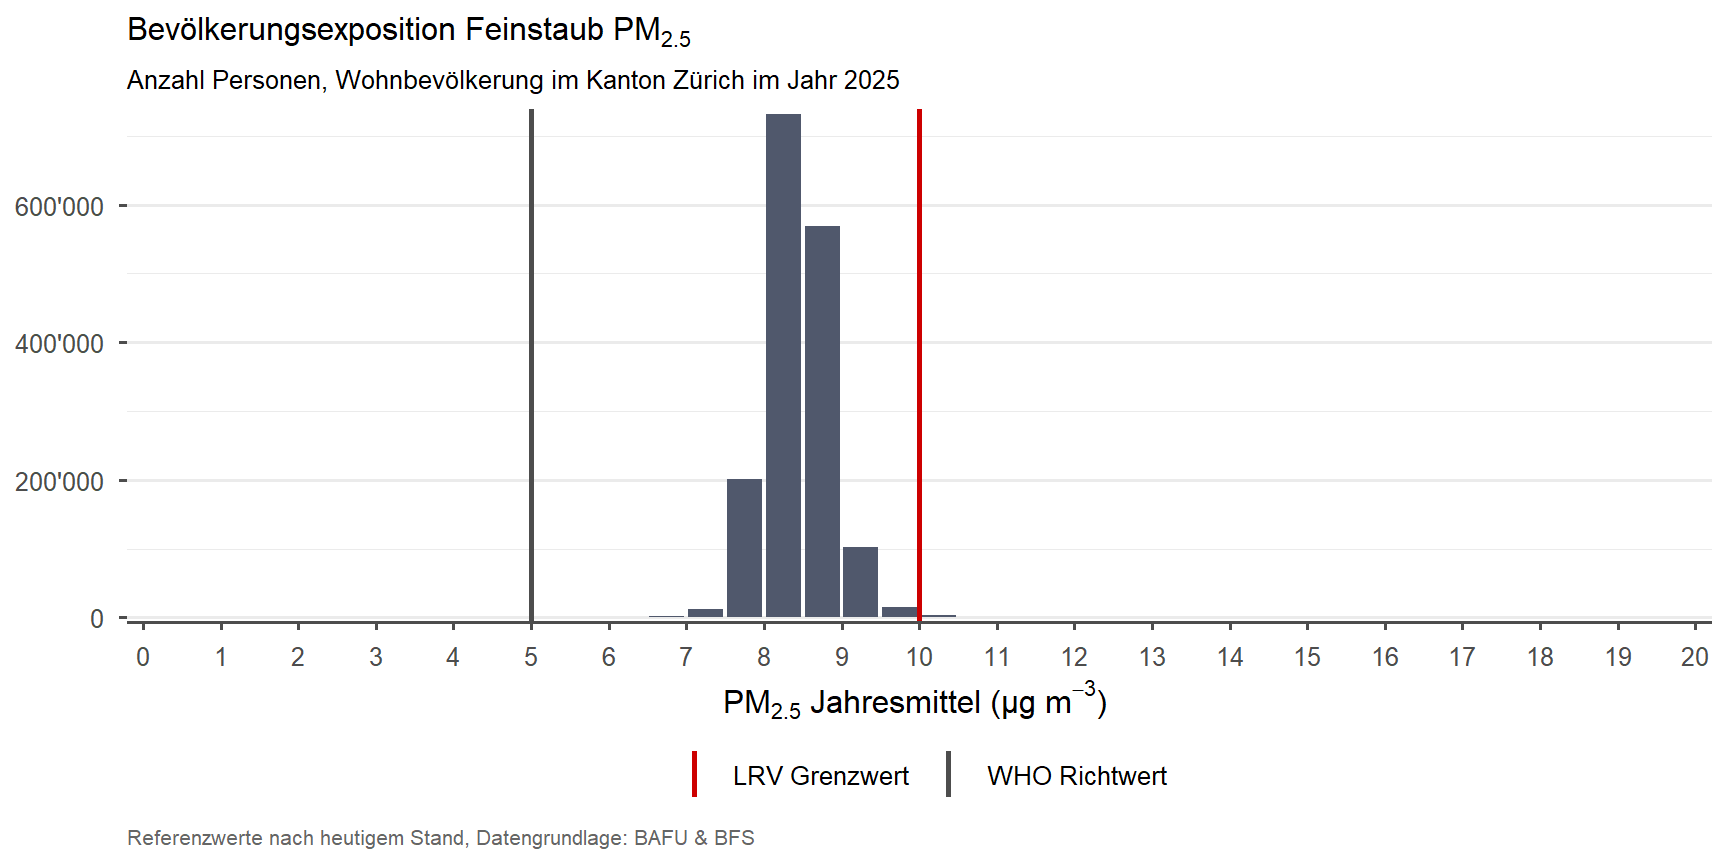 Bevölkerungsexposition Feinstaub PM₂.₅
Anzahl Personen, Wohnbevölkerung im Kanton Zürich im Jahr 2025
600'000
400'000
200'000
0
0 1 2 3 4 5 6 7 8 9 10 11 12 13 14 15 16 17 18 19 20
PM₂.₅ Jahresmittel (µg m⁻³)
LRV Grenzwert WHO Richtwert
Referenzwerte nach heutigem Stand, Datengrundlage: BAFU & BFS